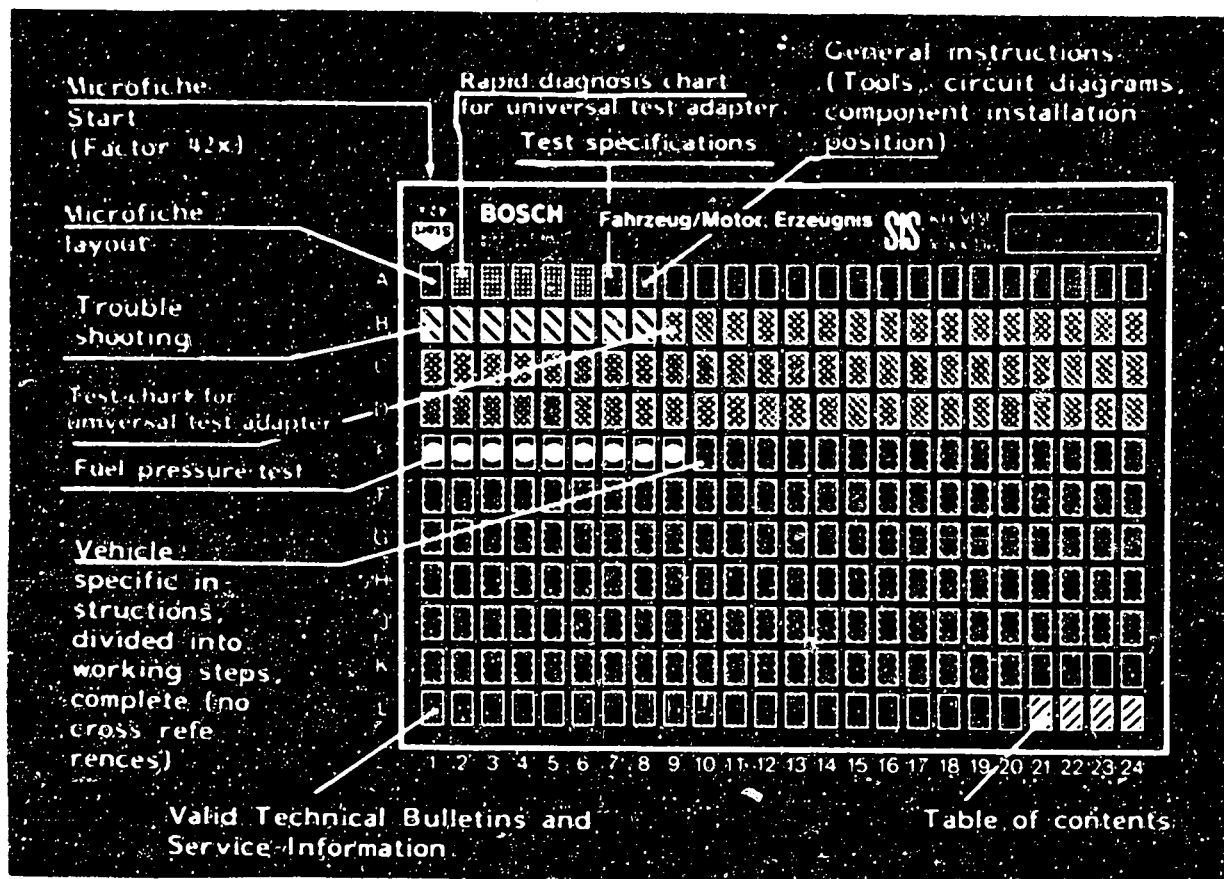 Microfiche
Start
(Factor 42x)
Rapid diagnosis chart
for universal test adapter
Test specifications
General instructions
(Tools, circuit diagrams,
component installation
position)
Microfiche
layout
Trouble
shooting
Test chart for
universal test adapter
Fuel pressure test
Vehicle
specific in-
structions,
divided into
working steps,
complete (no
cross refe
rences)
Start 42x
BOSCH
Fahrzeug/Motor. Erzeugnis
SIS
A
C
D
F
G
H
J
K
L
1 2 3 4 5 6 7 8 9 10 11 12 13 14 15 16 17 18 19 20 21 22 23 24
Valid Technical Bulletins and
Service Information
Table of contents